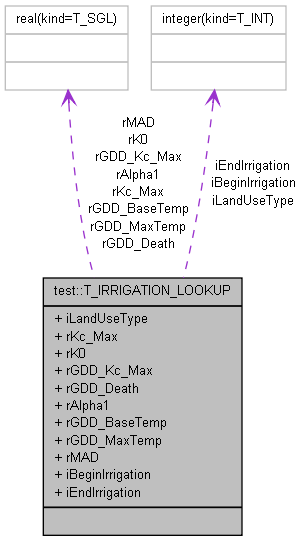 real(kind=T_SGL)
integer(kind=T_INT)
rMAD
rK0
rGDD_Kc_Max
rAlpha1
rKc_Max
rGDD_BaseTemp
rGDD_MaxTemp
rGDD_Death
iEndIrrigation
iBeginIrrigation
iLandUseType
test::T_IRRIGATION_LOOKUP
+ iLandUseType
+ rKc_Max
+ rK0
+ rGDD_Kc_Max
+ rGDD_Death
+ rAlpha1
+ rGDD_BaseTemp
+ rGDD_MaxTemp
+ rMAD
+ iBeginIrrigation
+ iEndIrrigation